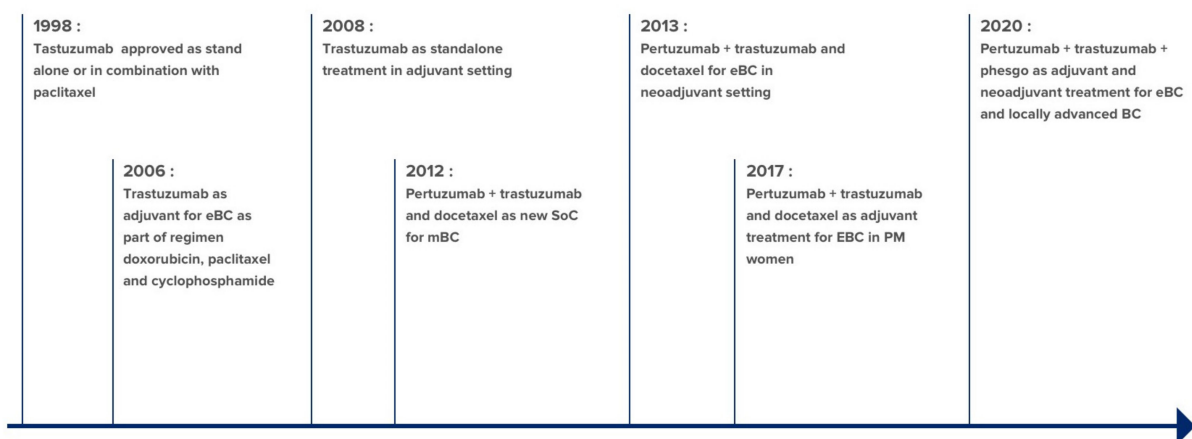 1998 :
Tastuzumab approved as stand
alone or in combination with
paclitaxel
2006 :
Trastuzumab as
adjuvant for eBC as
part of regimen
doxorubicin, paclitaxel
and cyclophosphamide
2008 :
Trastuzumab as standalone
treatment in adjuvant setting
2012 :
Pertuzumab + trastuzumab
and docetaxel as new SoC
for mBC
2013 :
Pertuzumab + trastuzumab and
docetaxel for eBC in
neoadjuvant setting
2017 :
Pertuzumab + trastuzumab
and docetaxel as adjuvant
treatment for EBC in PM
women
2020 :
Pertuzumab + trastuzumab +
phesgo as adjuvant and
neoadjuvant treatment for eBC
and locally advanced BC